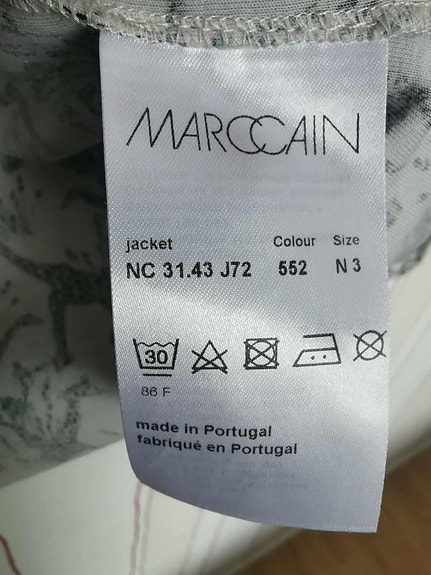 MARCCAIN
jacket Colour Size
NC 31.43 J72 552 N 3
30
86 F
made in Portugal
fabriqué en Portugal